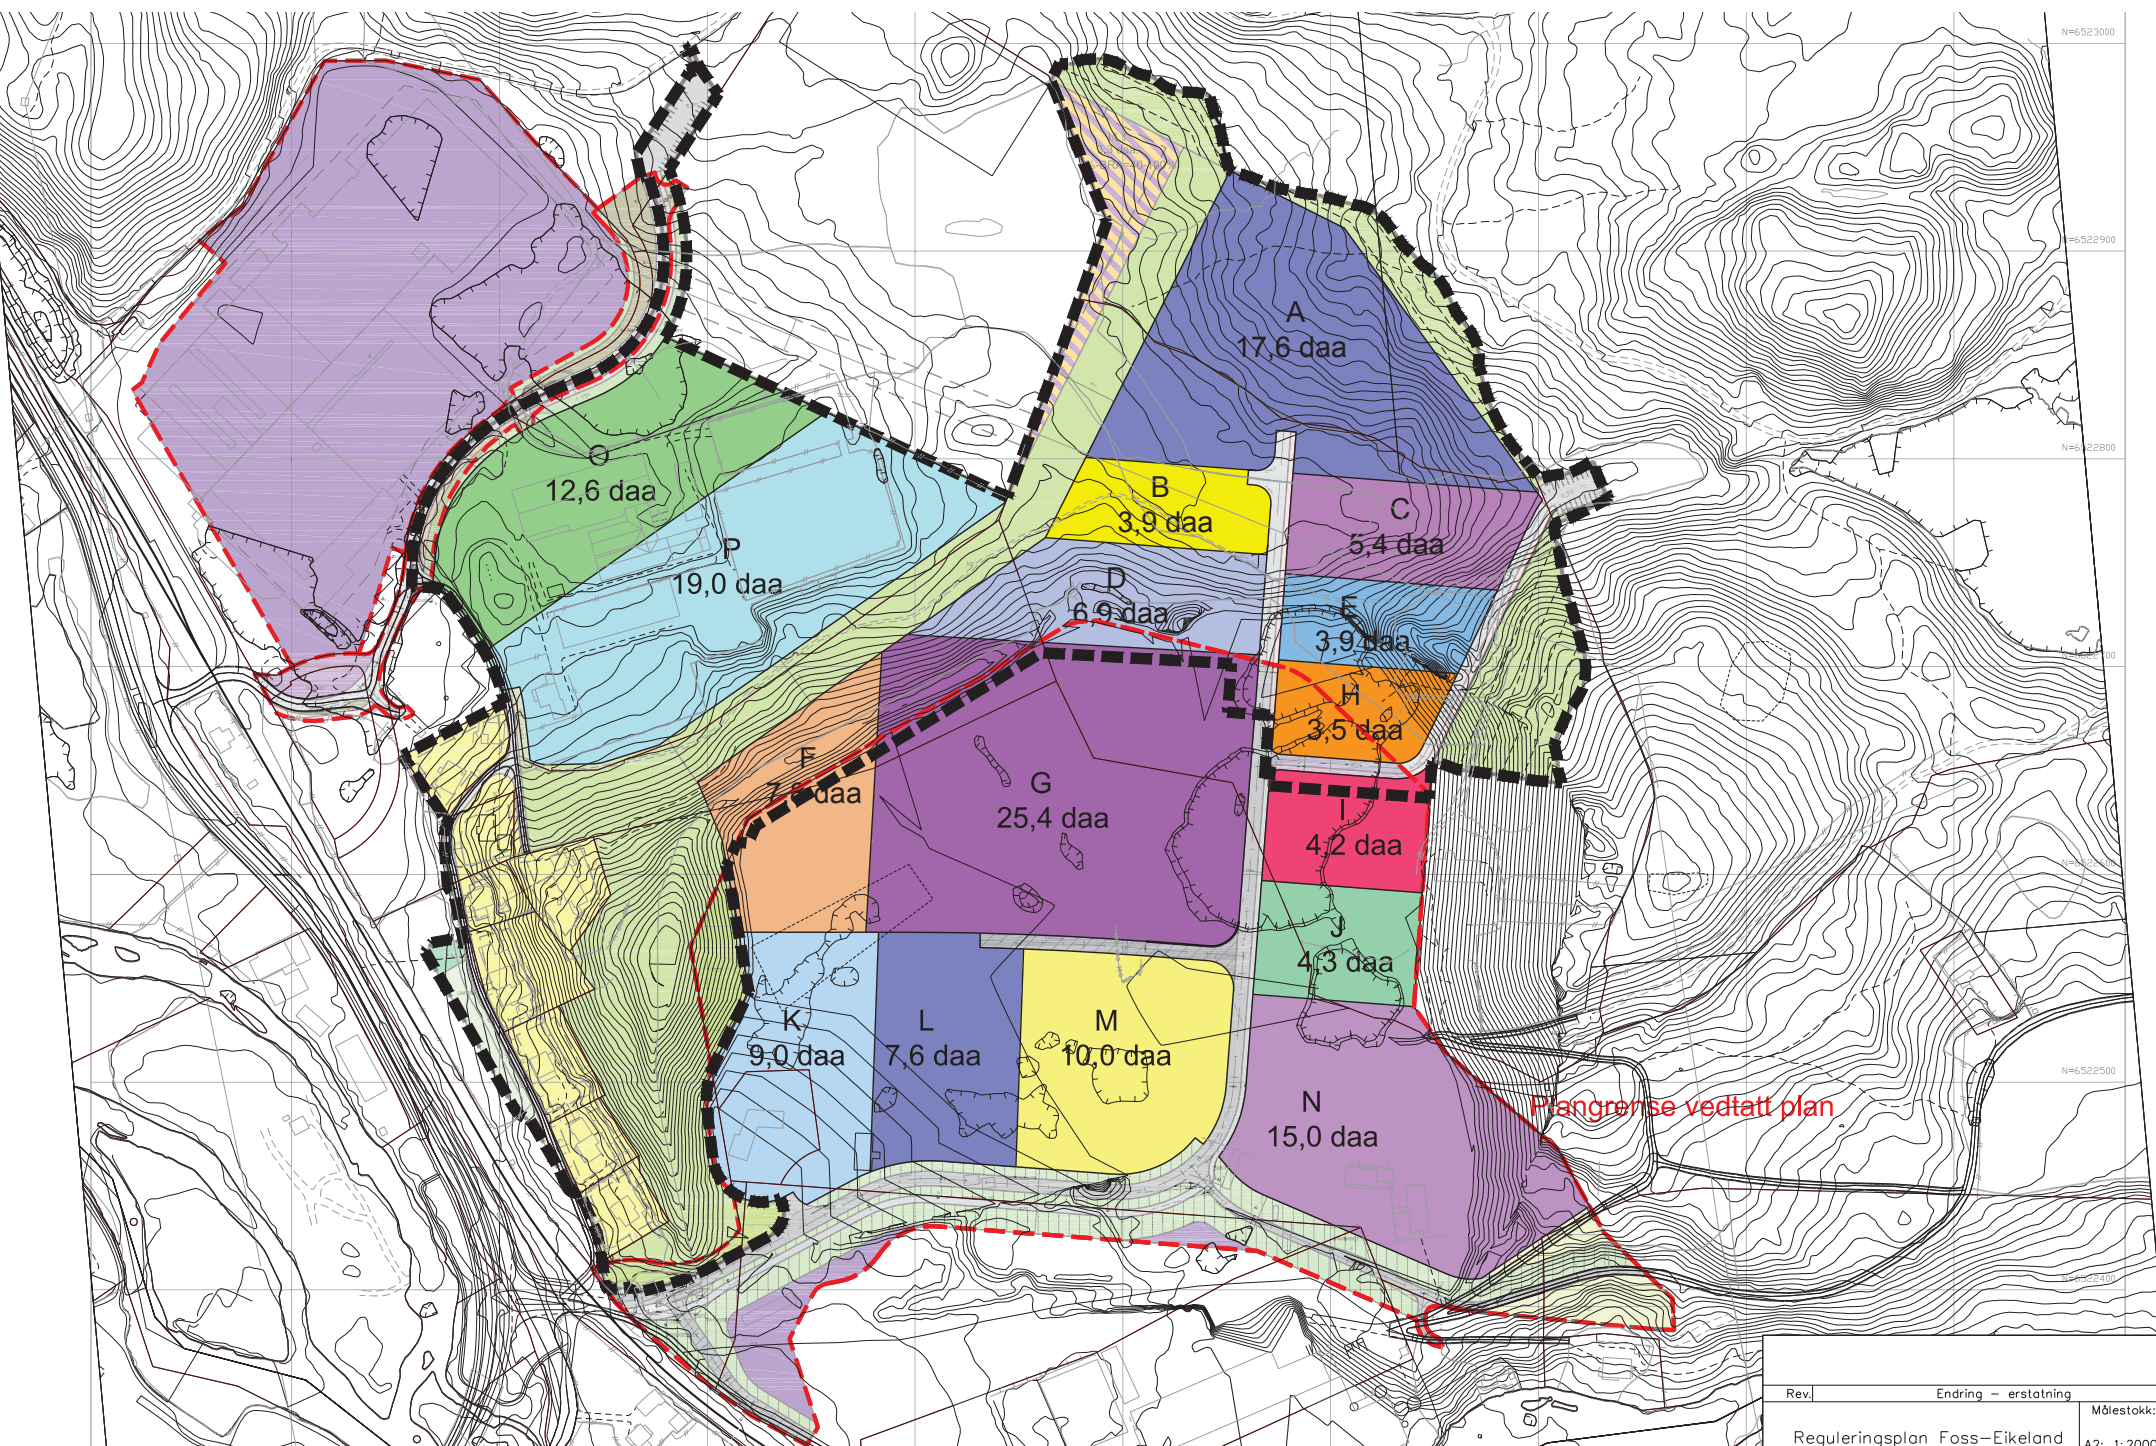 N=6523000
N=6522900
A
17,6 daa
N=6522800
O
12,6 daa
B
3,9 daa
C
5,4 daa
P
19,0 daa
D
6,9 daa
E
3,9 daa
H
3,5 daa
F
daa
G
25,4 daa
I
4,2 daa
N=6522600
J
4,3 daa
K
9,0 daa
L
7,6 daa
M
10,0 daa
N=6522500
N
15,0 daa
Plangrense vedtatt plan
N=6522400
Rev.
Endring – erstatning
Målestokk:
Reguleringsplan Foss–Eikeland